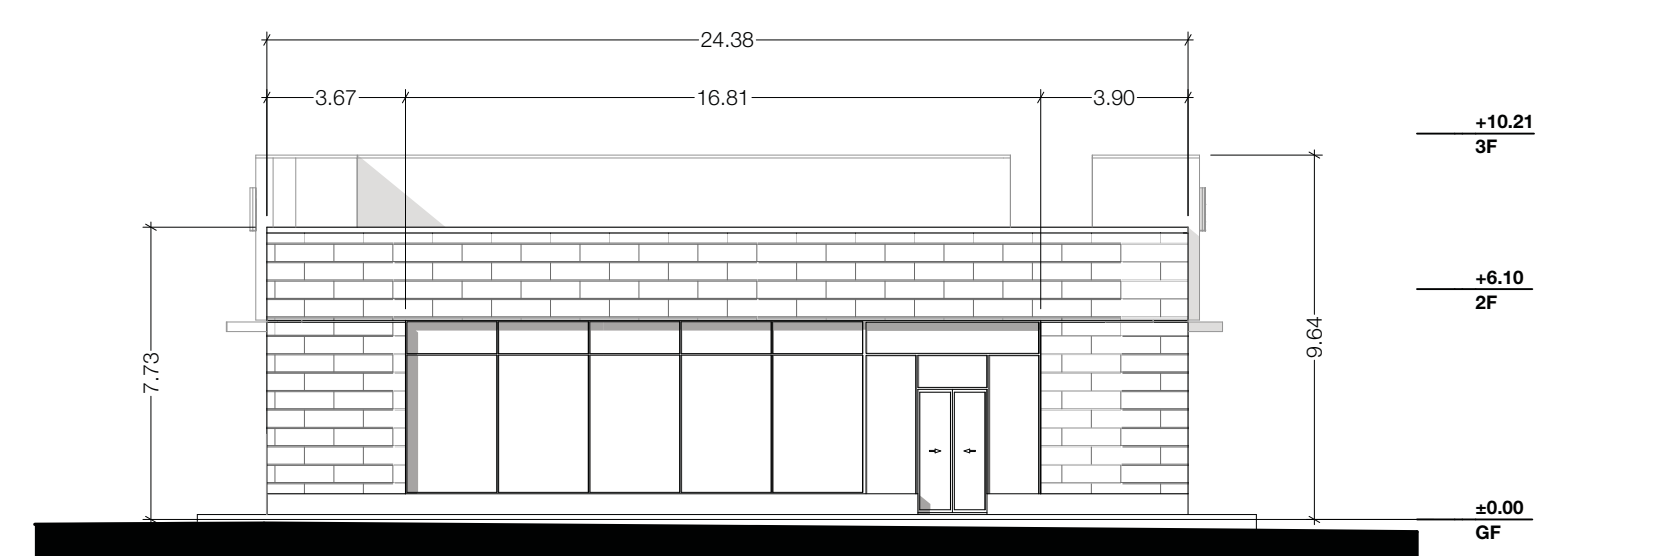 24.38
3.67 16.81 3.90
+10.21
3F
+6.10
2F
9.64
7.73
±0.00
GF